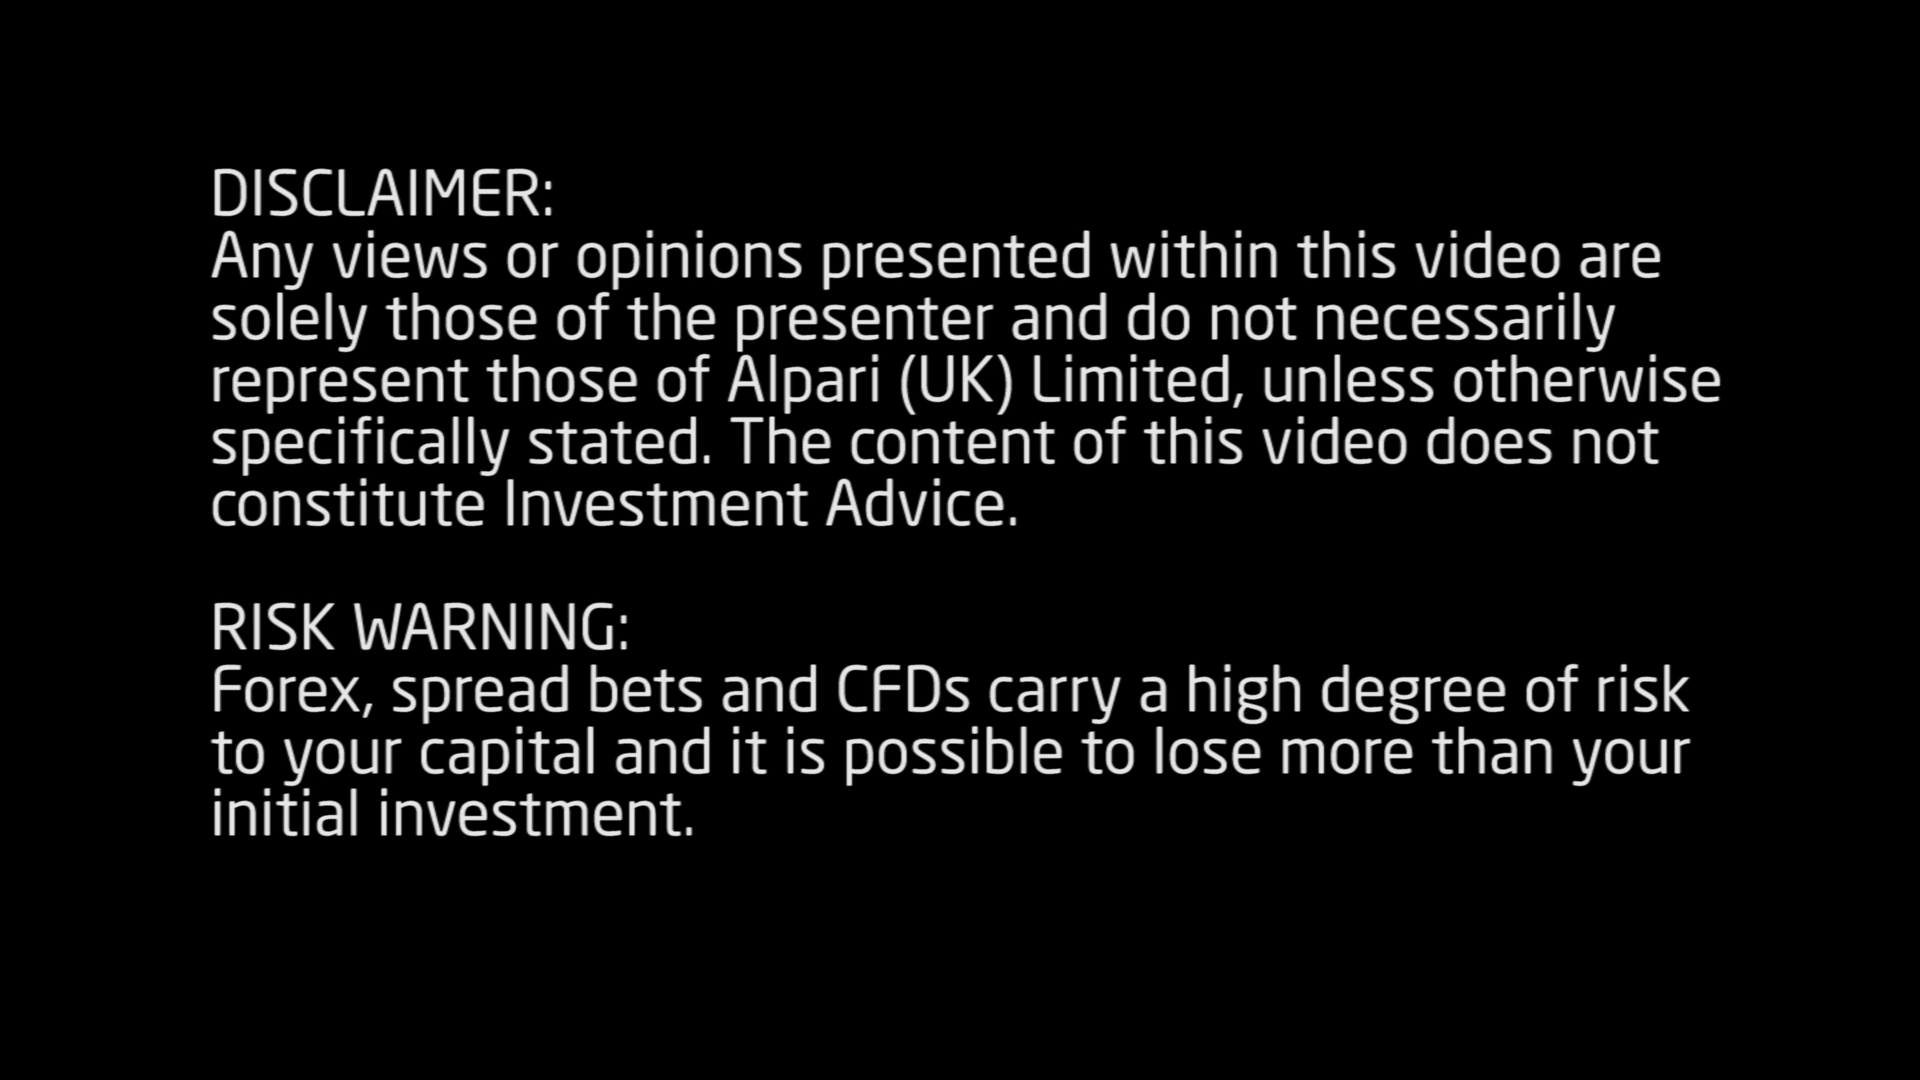 DISCLAIMER:
Any views or opinions presented within this video are
solely those of the presenter and do not necessarily
represent those of Alpari (UK) Limited, unless otherwise
specifically stated. The content of this video does not
constitute Investment Advice.
RISK WARNING:
Forex, spread bets and CFDs carry a high degree of risk
to your capital and it is possible to lose more than your
initial investment.